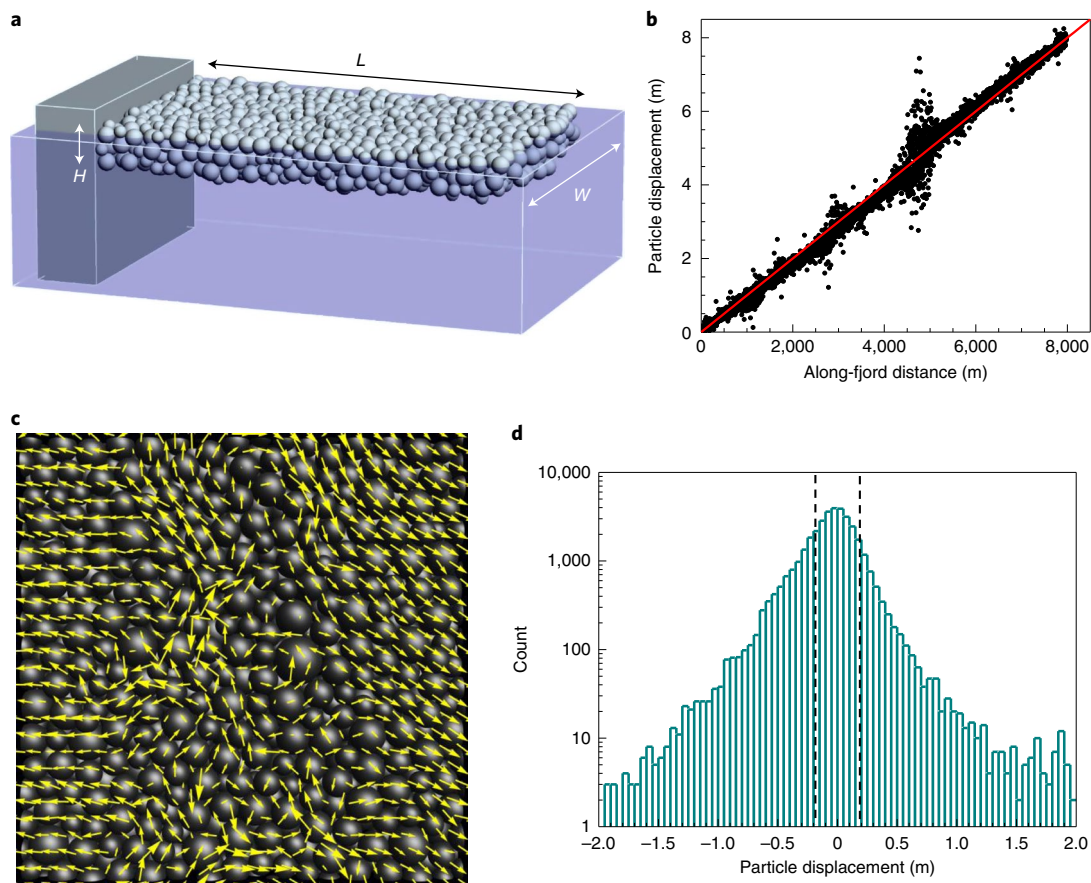 a
L
H
W
b
Particle displacement (m)
8
6
4
2
0
0
2,000
4,000
6,000
8,000
Along-fjord distance (m)
c
d
Count
10,000
1,000
100
10
1
–2.0
–1.5
–1.0
–0.5
0
0.5
1.0
1.5
2.0
Particle displacement (m)